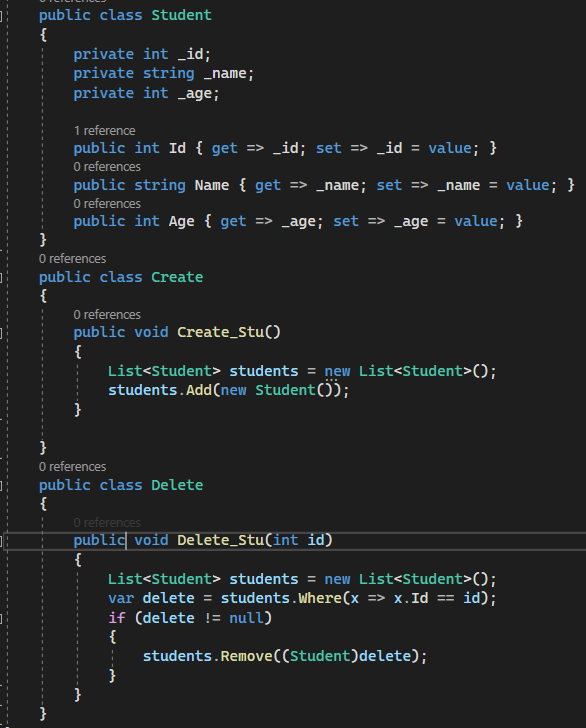 0 references
public class Student
{
private int _id;
private string _name;
private int _age;
1 reference
public int Id { get => _id; set => _id = value; }
0 references
public string Name { get => _name; set => _name = value; }
0 references
public int Age { get => _age; set => _age = value; }
}
0 references
public class Create
{
0 references
public void Create_Stu()
{
List<Student> students = new List<Student>();
students.Add(new Student());
}
}
0 references
public class Delete
{
0 references
public void Delete_Stu(int id)
{
List<Student> students = new List<Student>();
var delete = students.Where(x => x.Id == id);
if (delete != null)
{
students.Remove((Student)delete);
}
}
}